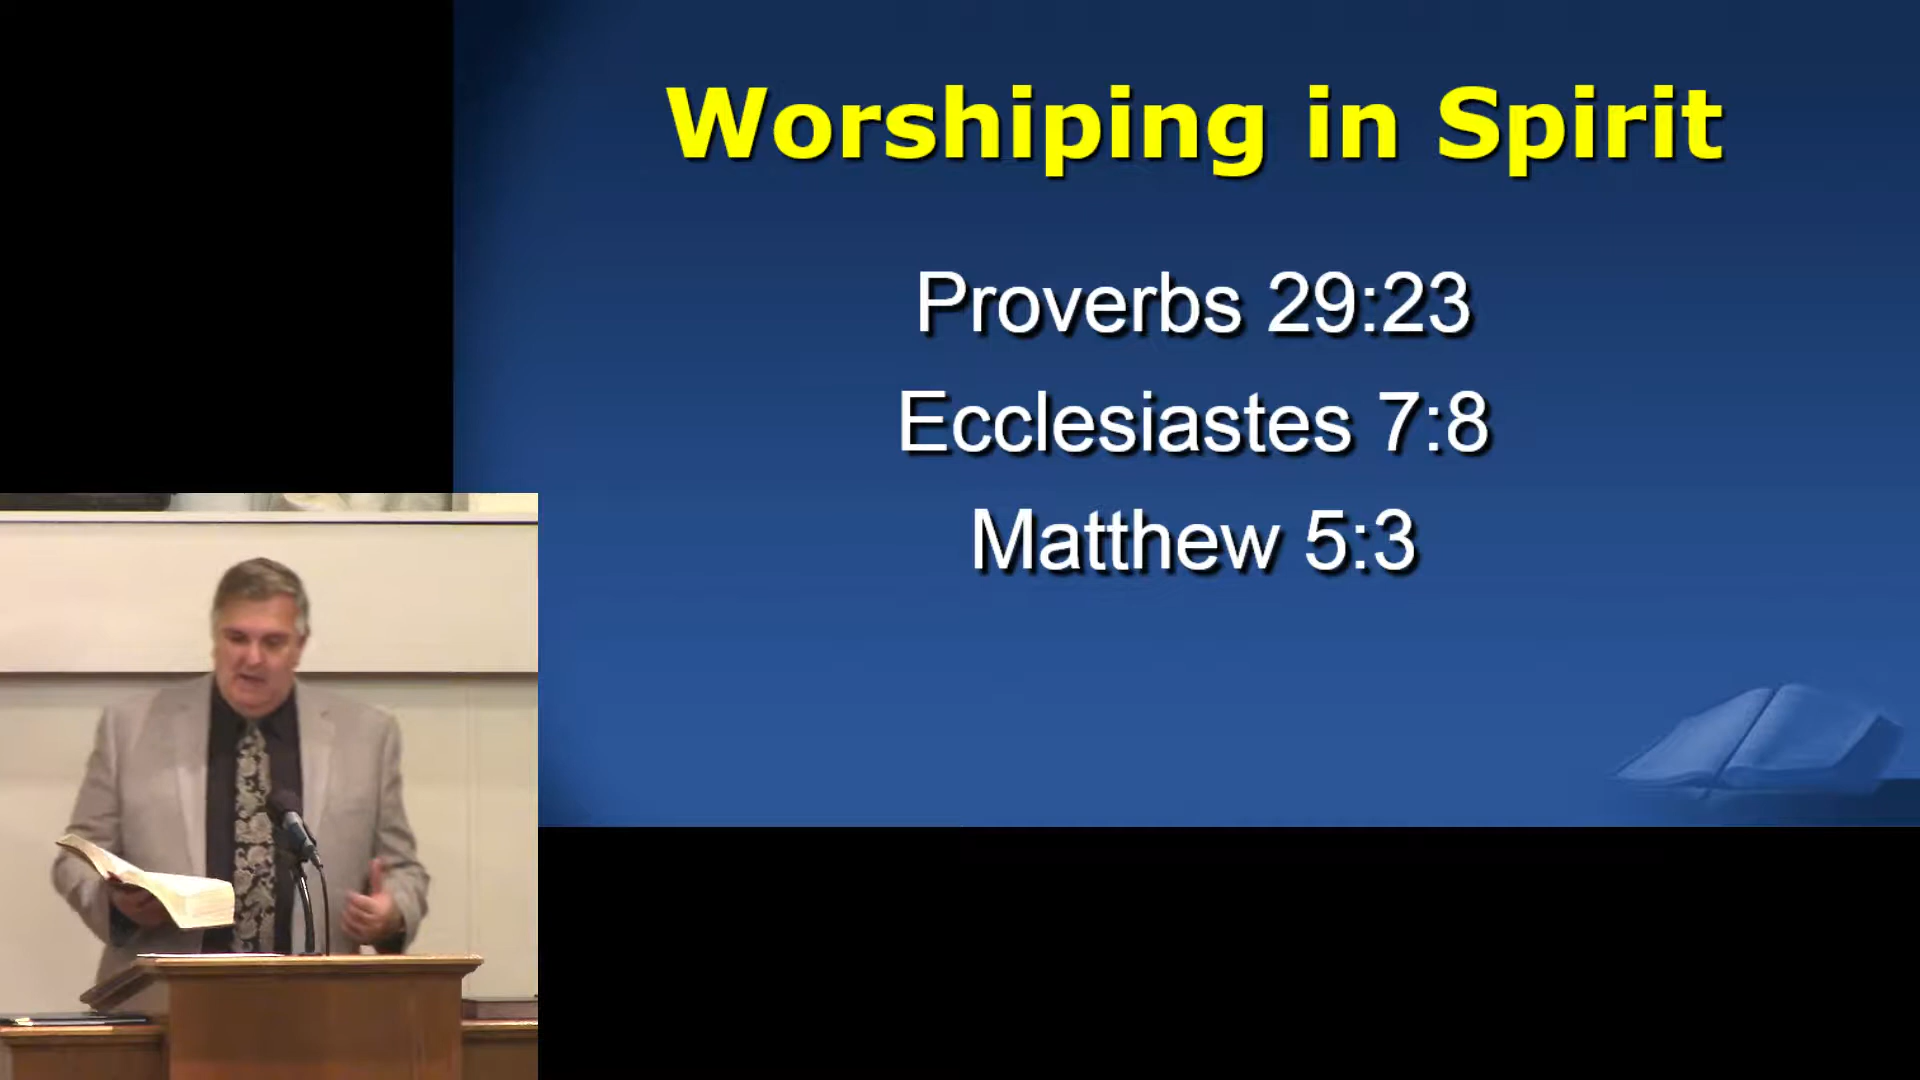 Worshiping in Spirit
Proverbs 29:23
Ecclesiastes 7:8
Matthew 5:3